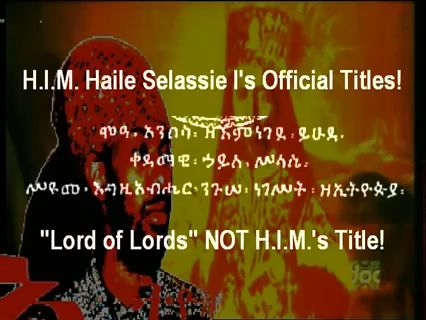 H.I.M. Haile Selassie I's Official Titles!
ሞዓ፡ አንበሳ፡ ዘእምነገደ፡ ይሁዳ፡
ቀዳማዊ፡ ኃይለ፡ ሥላሴ፡
ሥዩመ፡ እግዚአብሔር፡ ንጉሠ፡ ነገሥት፡ ዘኢትዮጵያ፡
"Lord of Lords" NOT H.I.M.'s Title!